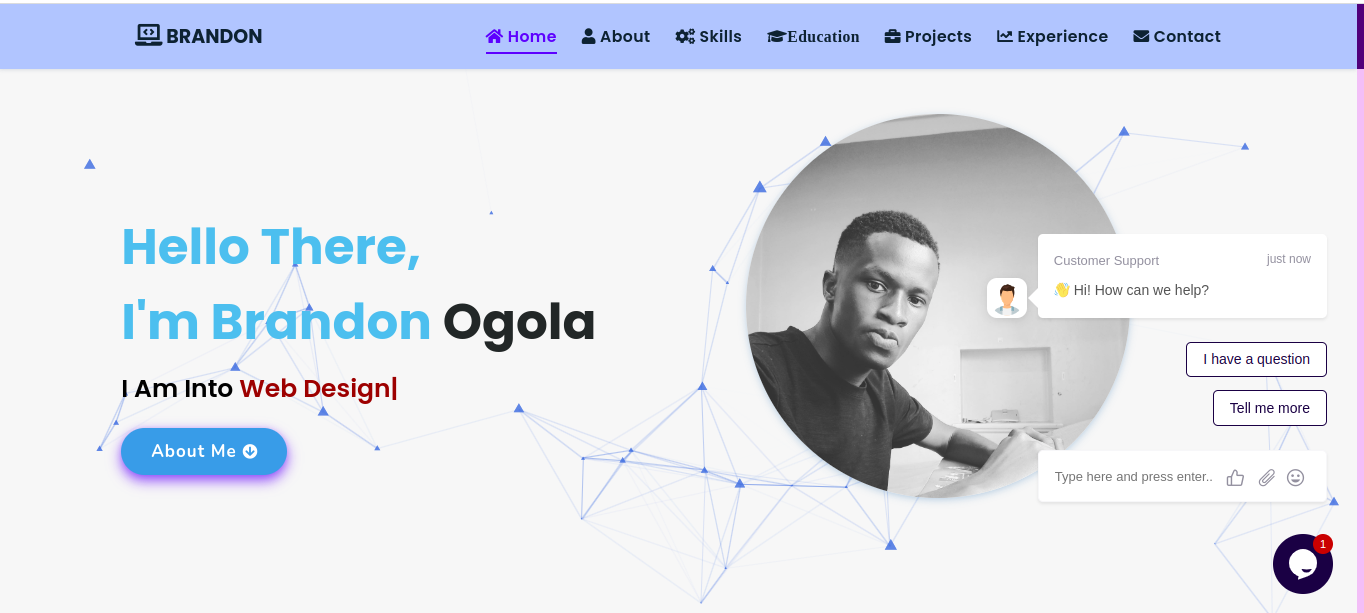 BRANDON
Home About Skills Education Projects Experience Contact
Hello There,
I'm Brandon Ogola
I Am Into Web Design|
About Me
Customer Support just now
👋 Hi! How can we help?
I have a question
Tell me more
Type here and press enter..
1